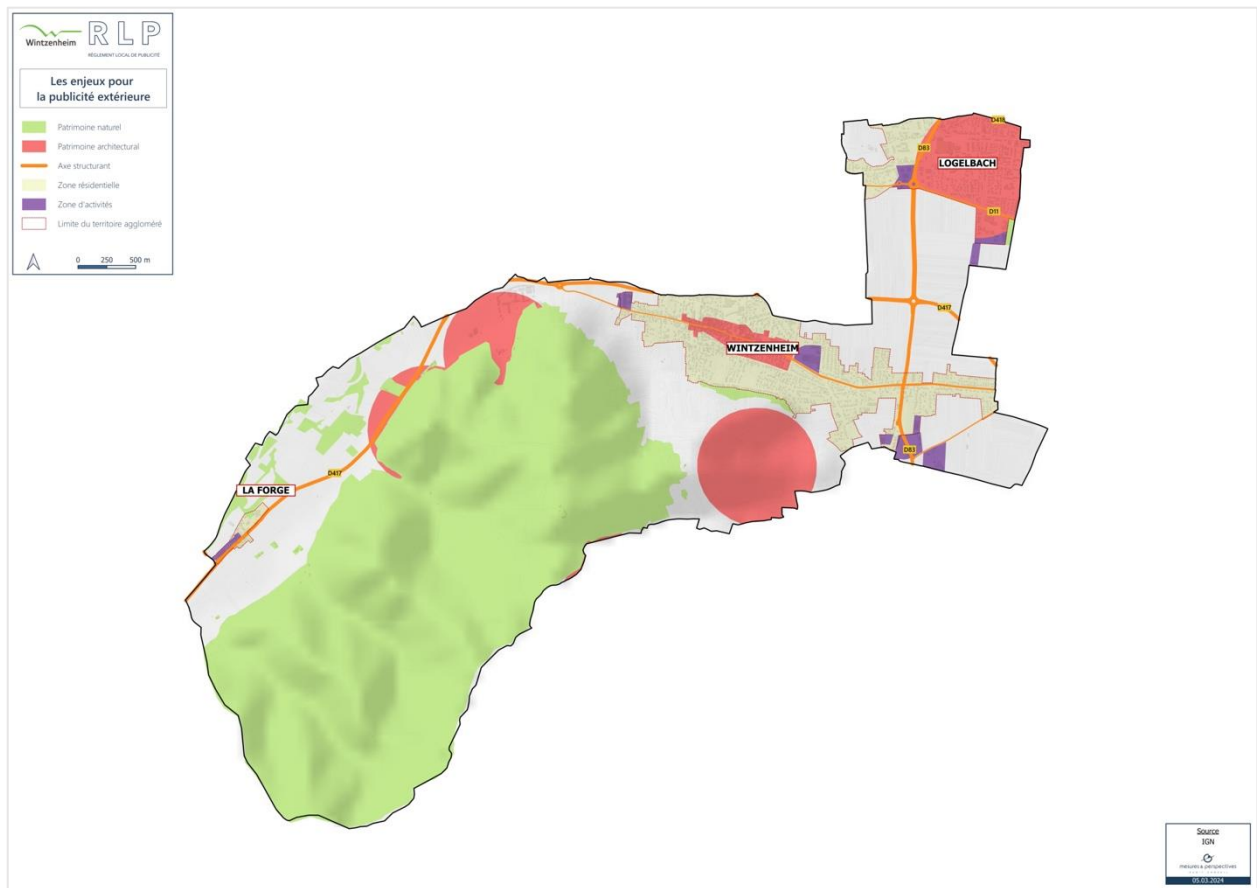 Wintzenheim
RLP
RÈGLEMENT LOCAL DE PUBLICITÉ
Les enjeux pour
la publicité extérieure
Patrimoine naturel
Patrimoine architectural
Axe structurant
Zone résidentielle
Zone d'activités
Limite du territoire aggloméré
0 250 500 m
D418
D83
LOGELBACH
D11
D417
WINTZENHEIM
D83
D417
LA FORGE
Source
IGN
mesures & perspectives
05.03.2024